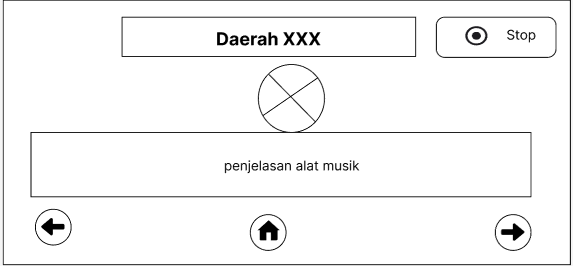 Daerah XXX
Stop
penjelasan alat musik